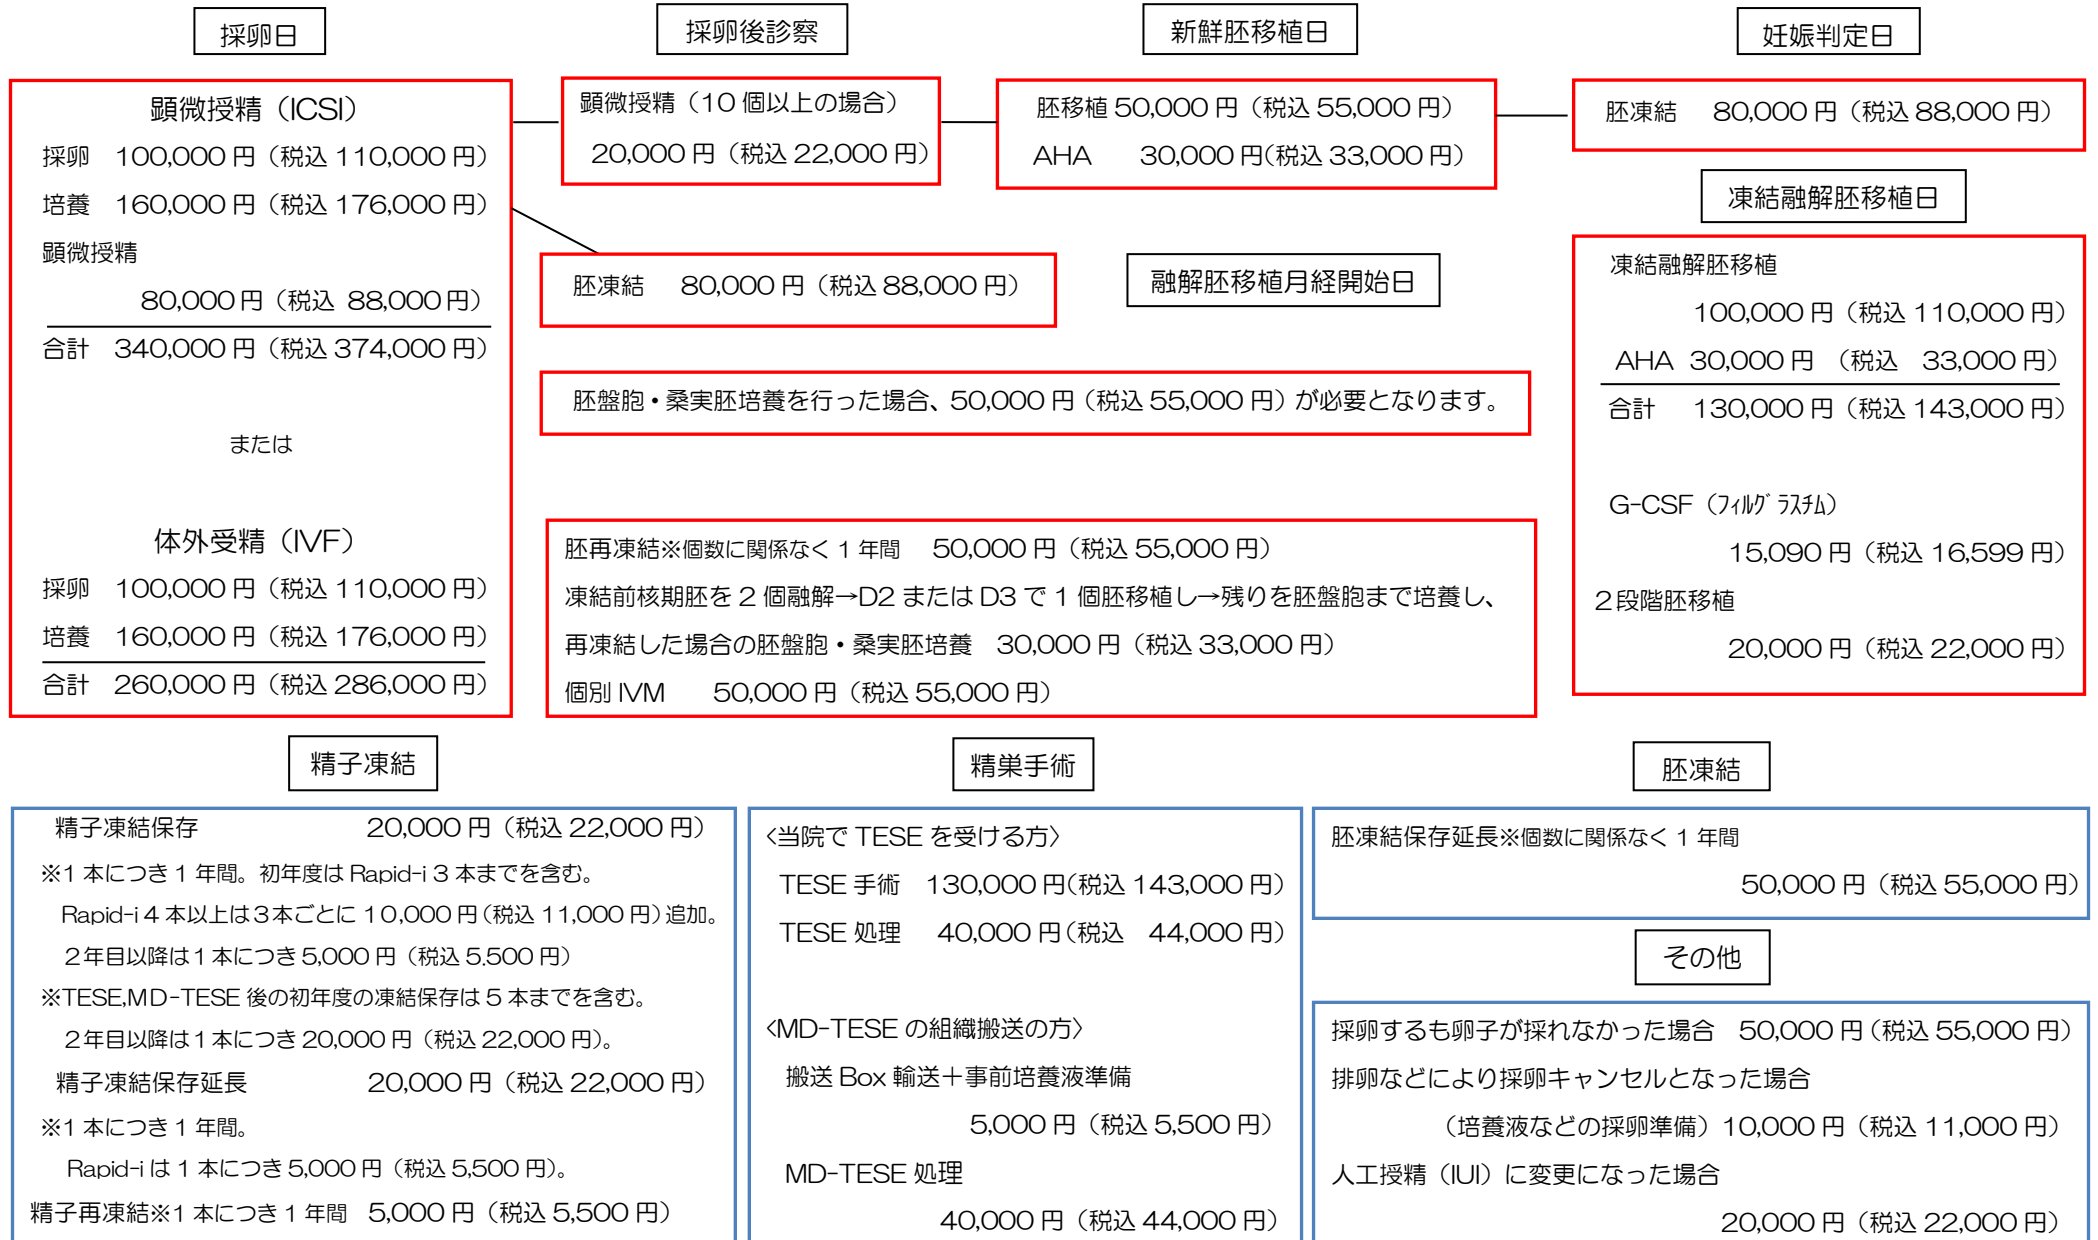 採卵日
顕微授精（ICSI）
採卵　100,000 円（税込 110,000 円）
培養　160,000 円（税込 176,000 円）
顕微授精
80,000 円（税込 88,000 円）
合計　340,000 円（税込 374,000 円）
または
体外受精（IVF）
採卵　100,000 円（税込 110,000 円）
培養　160,000 円（税込 176,000 円）
合計　260,000 円（税込 286,000 円）
採卵後診察
顕微授精（10 個以上の場合）
20,000 円（税込 22,000 円）
新鮮胚移植日
胚移植 50,000 円（税込 55,000 円）
AHA　30,000 円（税込 33,000 円）
妊娠判定日
胚凍結　80,000 円（税込 88,000 円）
胚凍結　80,000 円（税込 88,000 円）
融解胚移植月経開始日
胚盤胞・桑実胚培養を行った場合、50,000 円（税込 55,000 円）が必要となります。
胚再凍結※個数に関係なく 1 年間　50,000 円（税込 55,000 円）
凍結前核期胚を 2 個融解→D2 または D3 で 1 個胚移植し→残りを胚盤胞まで培養し、
再凍結した場合の胚盤胞・桑実胚培養　30,000 円（税込 33,000 円）
個別 IVM　50,000 円（税込 55,000 円）
凍結融解胚移植日
凍結融解胚移植
100,000 円（税込 110,000 円）
AHA 30,000 円　（税込　33,000 円）
合計　130,000 円（税込 143,000 円）
G-CSF（ﾌｨﾙｸﾞﾗｽﾁﾑ）
15,090 円（税込 16,599 円）
２段階胚移植
20,000 円（税込 22,000 円）
精子凍結
精子凍結保存　20,000 円（税込 22,000 円）
※1 本につき 1 年間。初年度は Rapid-i 3 本までを含む。
Rapid-i 4 本以上は３本ごとに 10,000 円（税込 11,000 円）追加。
２年目以降は１本につき 5,000 円（税込 5,500 円）
※TESE,MD-TESE 後の初年度の凍結保存は 5 本までを含む。
２年目以降は１本につき 20,000 円（税込 22,000 円）。
精子凍結保存延長　20,000 円（税込 22,000 円）
※1 本につき 1 年間。
Rapid-i は 1 本につき 5,000 円（税込 5,500 円）。
精子再凍結※1 本につき 1 年間　5,000 円（税込 5,500 円）
精巣手術
〈当院で TESE を受ける方〉
TESE 手術　130,000 円（税込 143,000 円）
TESE 処理　40,000 円（税込　44,000 円）
〈MD-TESE の組織搬送の方〉
搬送 Box 輸送＋事前培養液準備
5,000 円（税込 5,500 円）
MD-TESE 処理
40,000 円（税込 44,000 円）
胚凍結
胚凍結保存延長※個数に関係なく 1 年間
50,000 円（税込 55,000 円）
その他
採卵するも卵子が採れなかった場合　50,000 円（税込 55,000 円）
排卵などにより採卵キャンセルとなった場合
（培養液などの採卵準備）10,000 円（税込 11,000 円）
人工授精（IUI）に変更になった場合
20,000 円（税込 22,000 円）